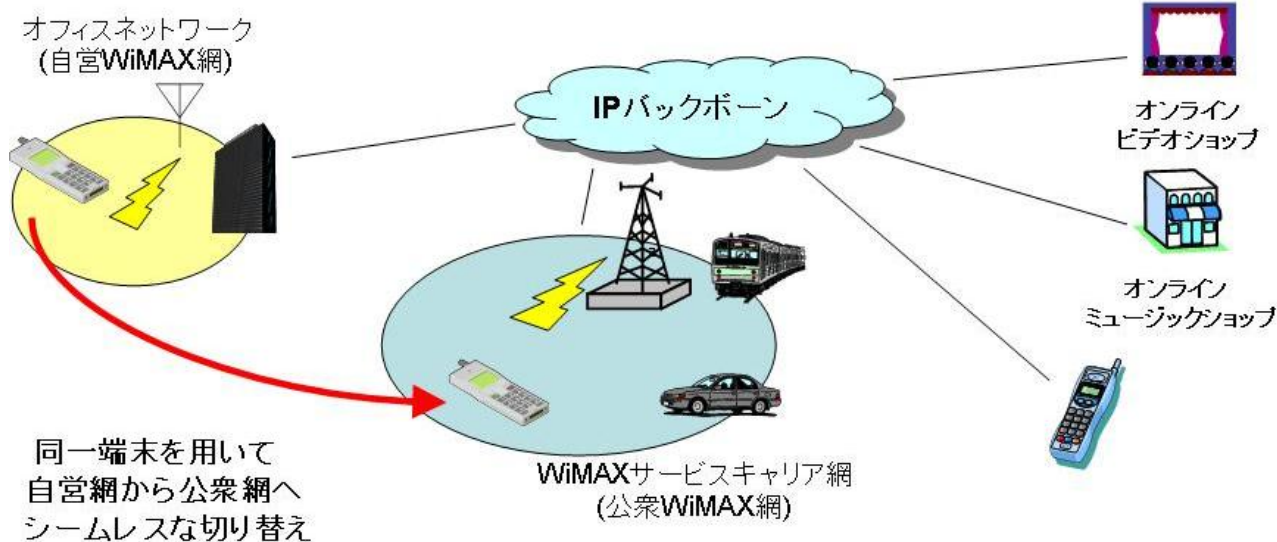 オフィスネットワーク
(自営WiMAX網)
IPバックボーン
オンライン
ビデオショップ
オンライン
ミュージックショップ
WiMAXサービスキャリア網
(公衆WiMAX網)
同一端末を用いて
自営網から公衆網へ
シームレスな切り替え